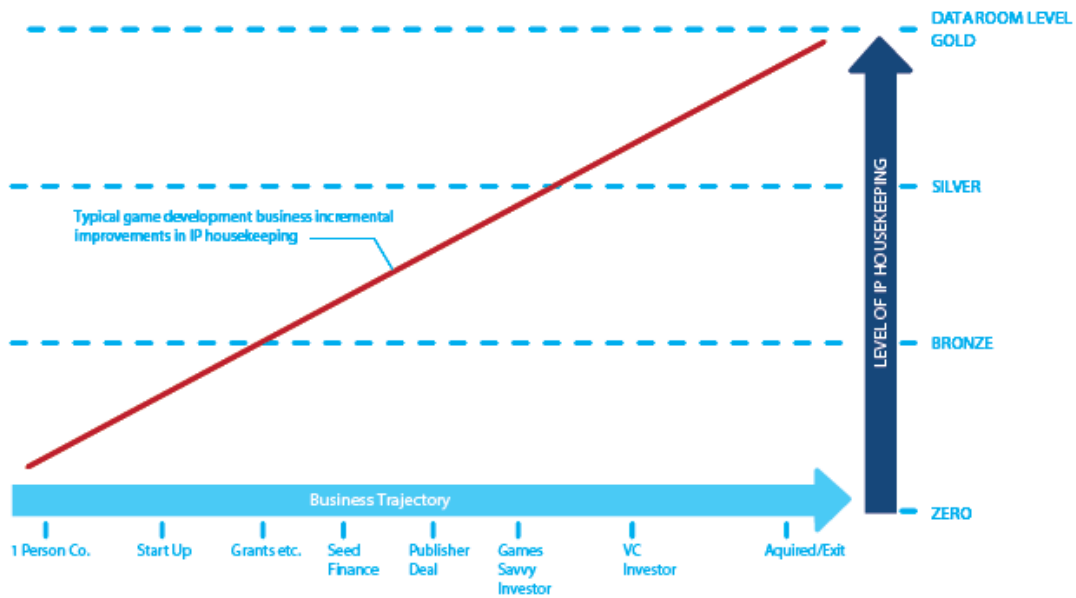 DATA ROOM LEVEL
GOLD
SILVER
Typical game development business incremental
improvements in IP housekeeping
LEVEL OF IP HOUSEKEEPING
BRONZE
Business Trajectory
ZERO
1 Person Co.
Start Up
Grants etc.
Seed
Finance
Publisher
Deal
Games
Savvy
Investor
VC
Investor
Aquired/Exit